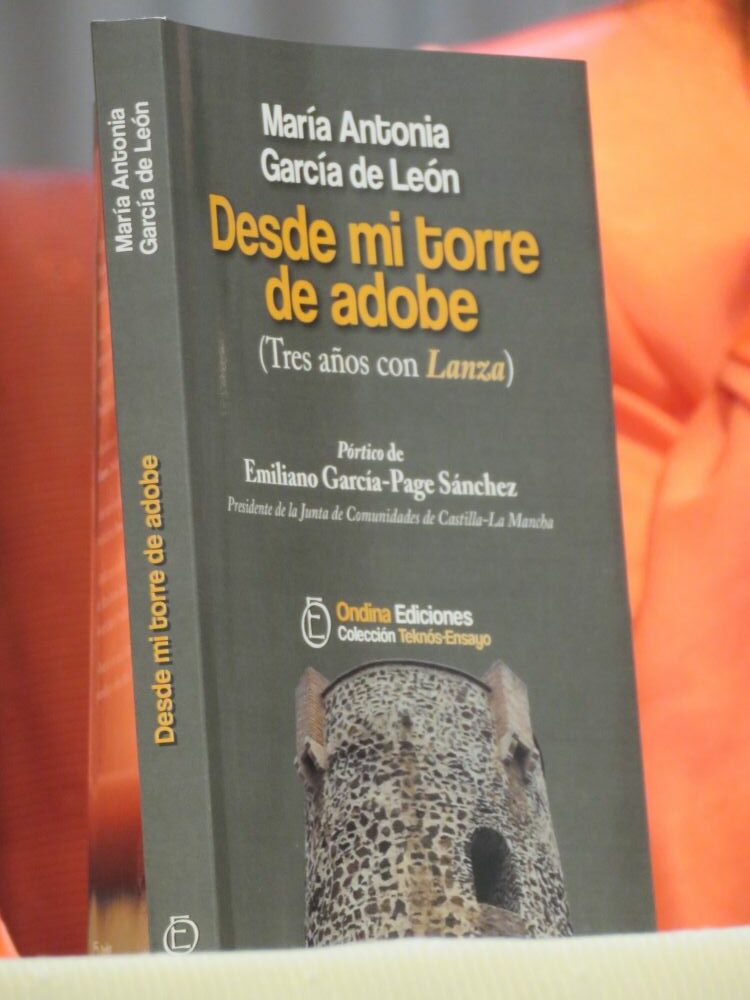 María Antonia
García de León
Desde mi torre
de adobe
(Tres años con Lanza)
Pórtico de
Emiliano García-Page Sánchez
Presidente de la Junta de Comunidades de Castilla-La Mancha
Ondina Ediciones
Colección Teknós-Ensayo
María Antonia
García de León
Desde mi torre de adobe